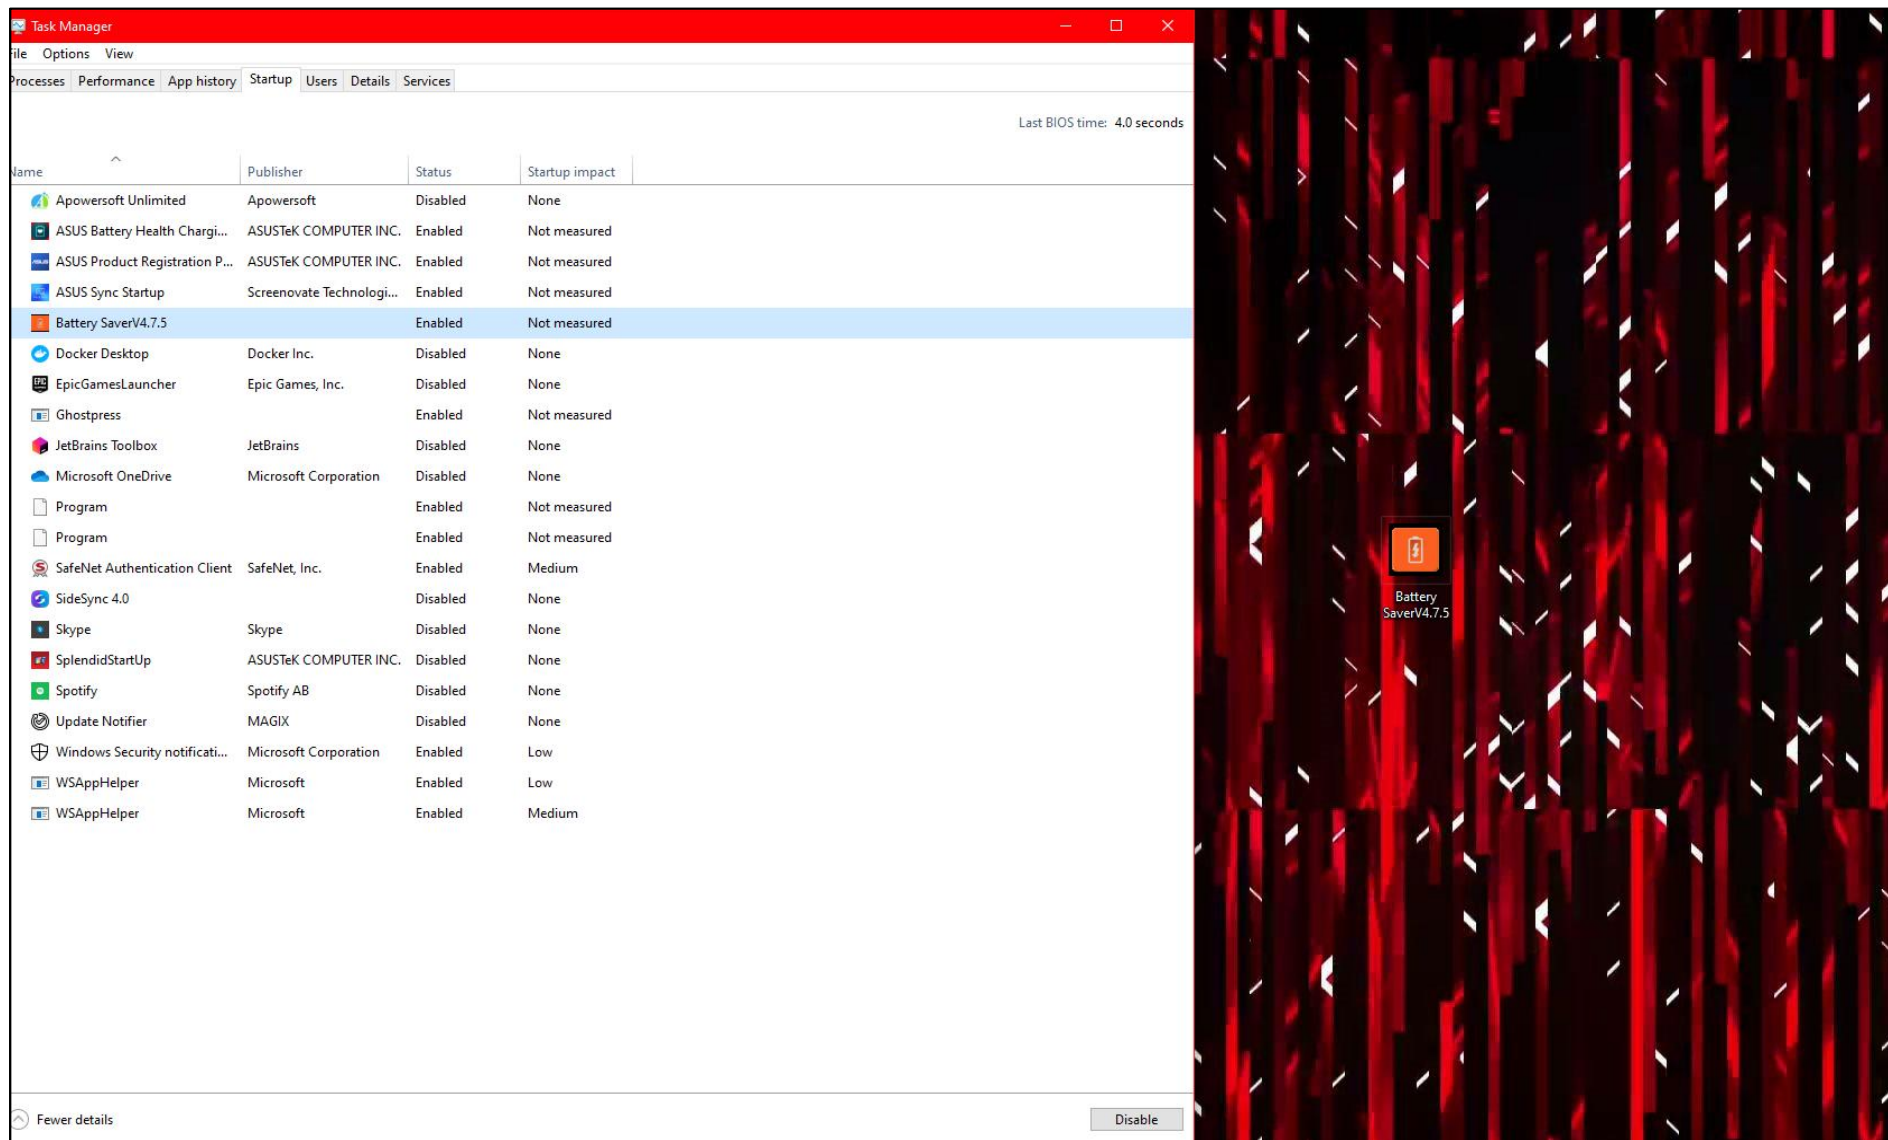 Task Manager
File Options View
Processes Performance App history Startup Users Details Services
Last BIOS time: 4.0 seconds
Name Publisher Status Startup impact
Apowersoft Unlimited Apowersoft Disabled None
ASUS Battery Health Chargi... ASUSTeK COMPUTER INC. Enabled Not measured
ASUS Product Registration P... ASUSTeK COMPUTER INC. Enabled Not measured
ASUS Sync Startup Screenovate Technologi... Enabled Not measured
Battery SaverV4.7.5 Enabled Not measured
Docker Desktop Docker Inc. Disabled None
EpicGamesLauncher Epic Games, Inc. Disabled None
Ghostpress Enabled Not measured
JetBrains Toolbox JetBrains Disabled None
Microsoft OneDrive Microsoft Corporation Disabled None
Program Enabled Not measured
Program Enabled Not measured
SafeNet Authentication Client SafeNet, Inc. Enabled Medium
SideSync 4.0 Disabled None
Skype Skype Disabled None
SplendidStartUp ASUSTeK COMPUTER INC. Disabled None
Spotify Spotify AB Disabled None
Update Notifier MAGIX Disabled None
Windows Security notificati... Microsoft Corporation Enabled Low
WSAppHelper Microsoft Enabled Low
WSAppHelper Microsoft Enabled Medium
Fewer details Disable
Battery
SaverV4.7.5